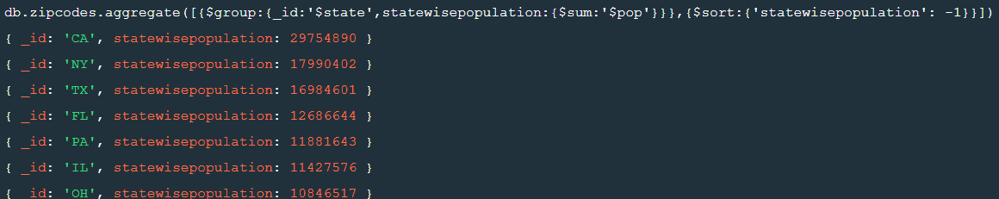 db.zipcodes.aggregate([{$group:{_id:'$state',statewisepopulation:{$sum:'$pop'}}},{$sort:{'statewisepopulation': -1}}])
{ _id: 'CA', statewisepopulation: 29754890 }
{ _id: 'NY', statewisepopulation: 17990402 }
{ _id: 'TX', statewisepopulation: 16984601 }
{ _id: 'FL', statewisepopulation: 12686644 }
{ _id: 'PA', statewisepopulation: 11881643 }
{ _id: 'IL', statewisepopulation: 11427576 }
{ _id: 'OH', statewisepopulation: 10846517 }